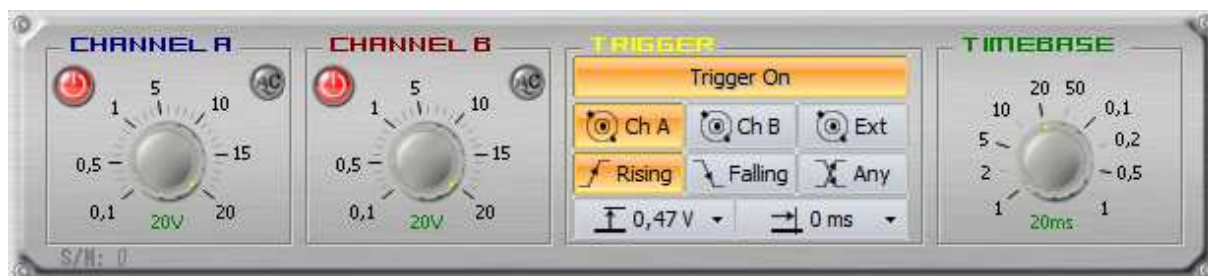 CHANNEL A
AC
0,1
0,5
1
5
10
15
20
20V
CHANNEL B
AC
0,1
0,5
1
5
10
15
20
20V
TRIGGER
Trigger On
Ch A
Ch B
Ext
Rising
Falling
Any
0,47 V
0 ms
TIMEBASE
1
2
5
10
20
50
0,1
0,2
0,5
1
20ms
S/N: 0